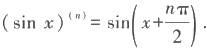 ( sin x )⁽ⁿ⁾ = sin( x + nπ/2 ) .